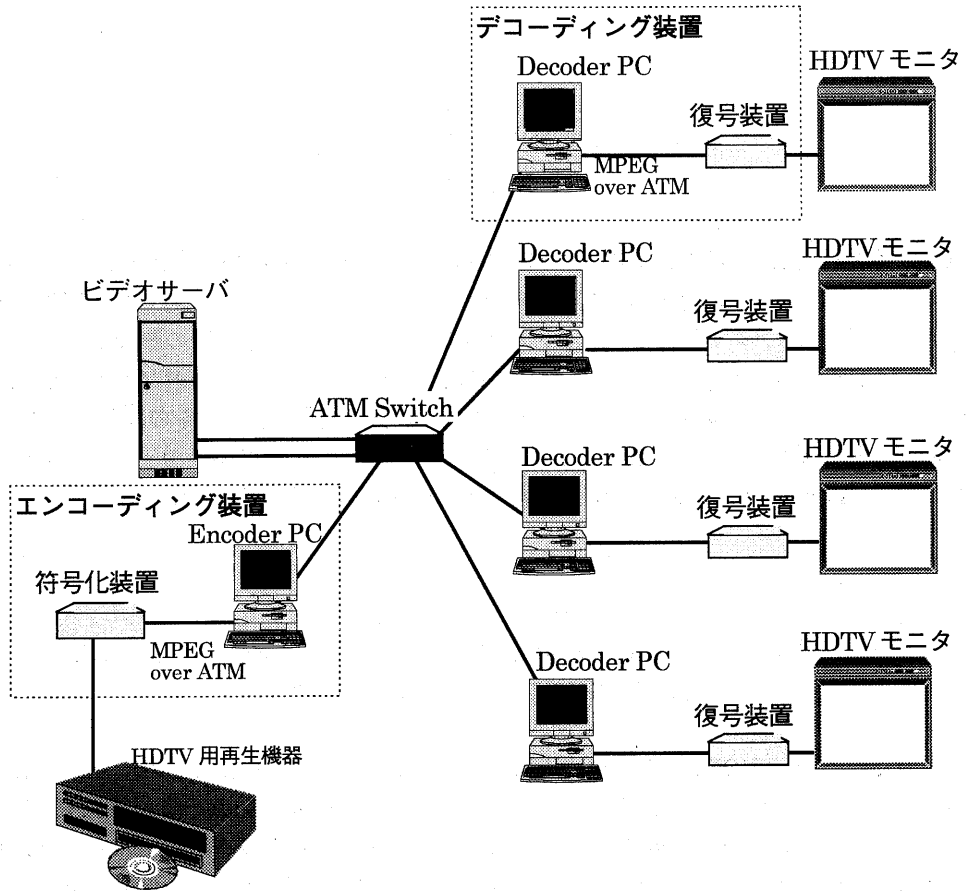 デコーディング装置
Decoder PC
HDTV モニタ
復号装置
MPEG
over ATM
Decoder PC
HDTV モニタ
復号装置
ビデオサーバ
ATM Switch
Decoder PC
HDTV モニタ
復号装置
エンコーディング装置
Encoder PC
符号化装置
MPEG
over ATM
Decoder PC
HDTV モニタ
復号装置
HDTV 用再生機器